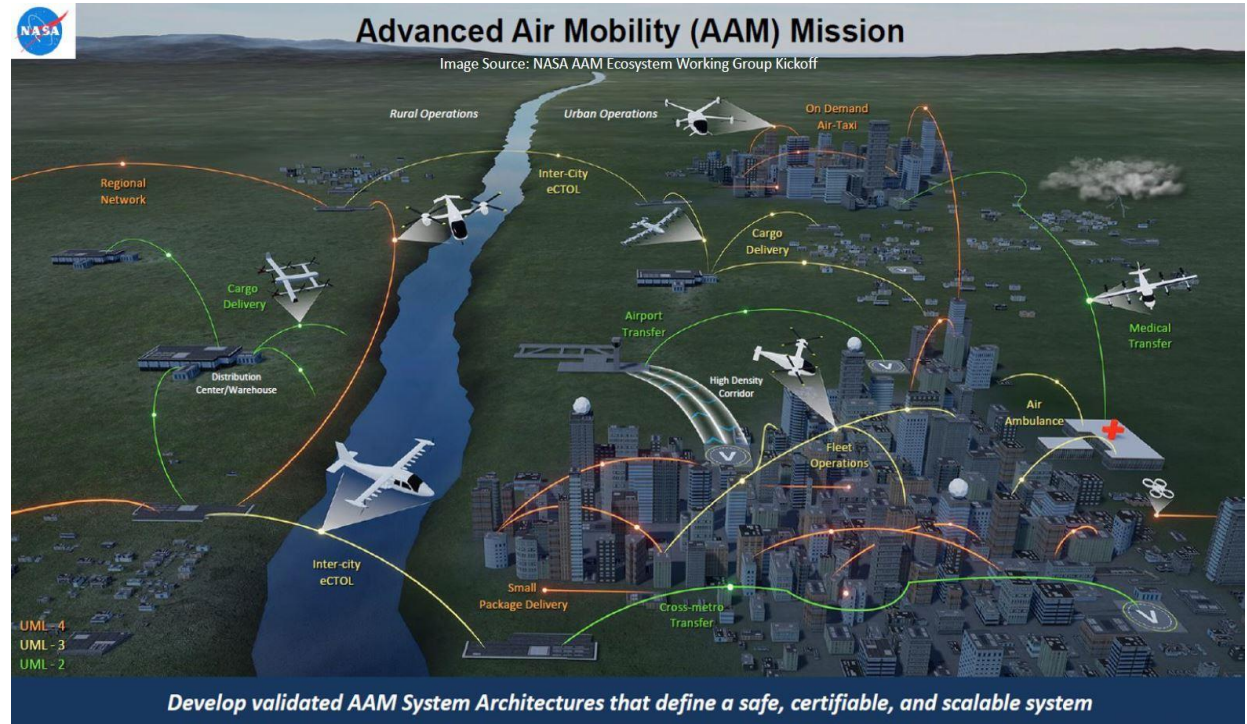 NASA
Advanced Air Mobility (AAM) Mission
Image Source: NASA AAM Ecosystem Working Group Kickoff
Rural Operations
Urban Operations
On Demand
Air-Taxi
Regional
Network
Inter-City
eCTOL
Cargo
Delivery
Cargo
Delivery
Airport
Transfer
Medical
Transfer
Distribution
Center/Warehouse
High Density
Corridor
V
V
V
V
Air
Ambulance
Fleet
Operations
Inter-city
eCTOL
Small
Package Delivery
Cross-metro
Transfer
UML - 4
UML - 3
UML - 2
Develop validated AAM System Architectures that define a safe, certifiable, and scalable system